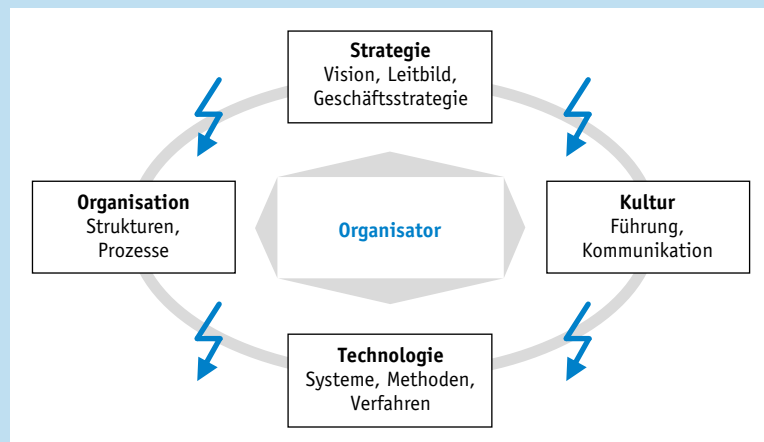 Strategie
Vision, Leitbild,
Geschäftsstrategie
Organisation
Strukturen,
Prozesse
Organisator
Kultur
Führung,
Kommunikation
Technologie
Systeme, Methoden,
Verfahren